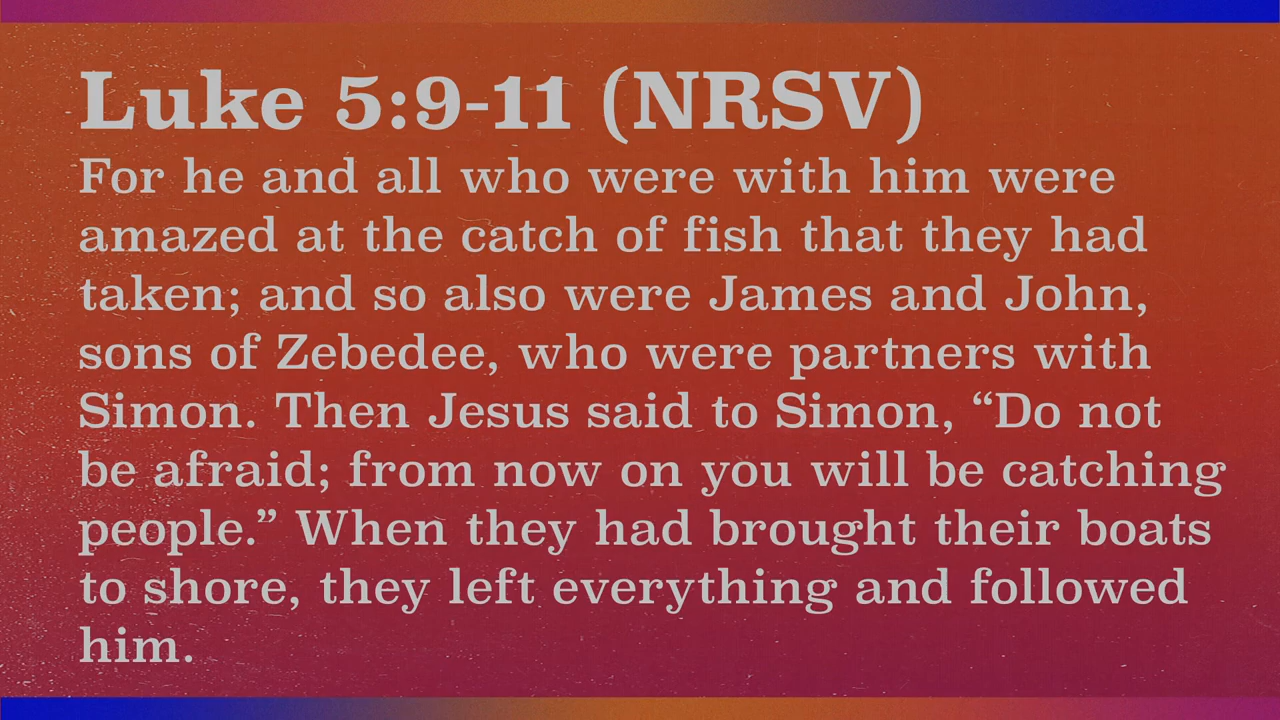 Luke 5:9-11 (NRSV)
For he and all who were with him were
amazed at the catch of fish that they had
taken; and so also were James and John,
sons of Zebedee, who were partners with
Simon. Then Jesus said to Simon, “Do not
be afraid; from now on you will be catching
people.” When they had brought their boats
to shore, they left everything and followed
him.